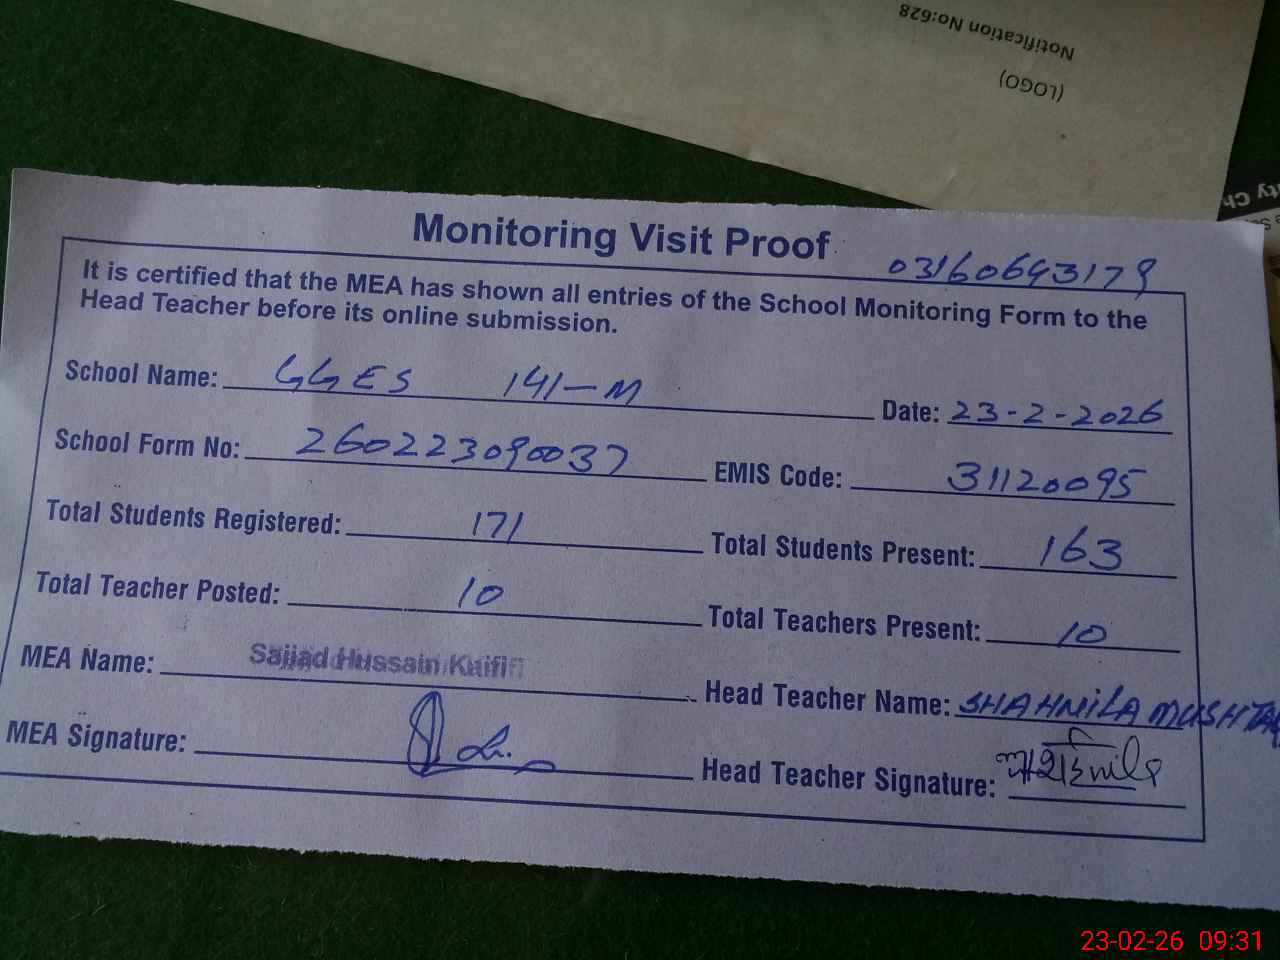 Notification No:628
(LOGO)
Monitoring Visit Proof
03160643179
It is certified that the MEA has shown all entries of the School Monitoring Form to the
Head Teacher before its online submission.
School Name: GGES 141-M Date: 23-2-2026
School Form No: 260223090037 EMIS Code: 31120095
Total Students Registered: 171 Total Students Present: 163
Total Teacher Posted: 10 Total Teachers Present: 10
MEA Name: Sajjad Hussain Kaifi Head Teacher Name: SHAHNILA MUSHTAQ
MEA Signature: Head Teacher Signature:
23-02-26 09:31